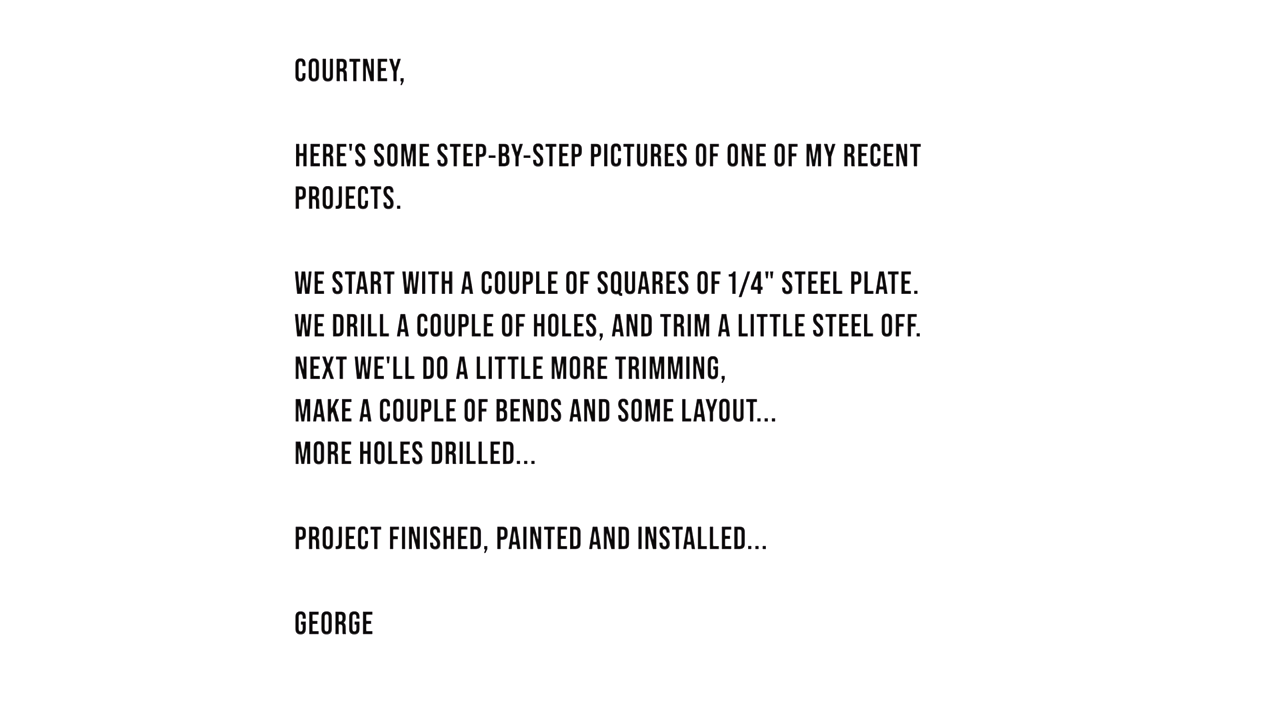 COURTNEY,
HERE'S SOME STEP-BY-STEP PICTURES OF ONE OF MY RECENT
PROJECTS.
WE START WITH A COUPLE OF SQUARES OF 1/4" STEEL PLATE.
WE DRILL A COUPLE OF HOLES, AND TRIM A LITTLE STEEL OFF.
NEXT WE'LL DO A LITTLE MORE TRIMMING,
MAKE A COUPLE OF BENDS AND SOME LAYOUT...
MORE HOLES DRILLED...
PROJECT FINISHED, PAINTED AND INSTALLED...
GEORGE